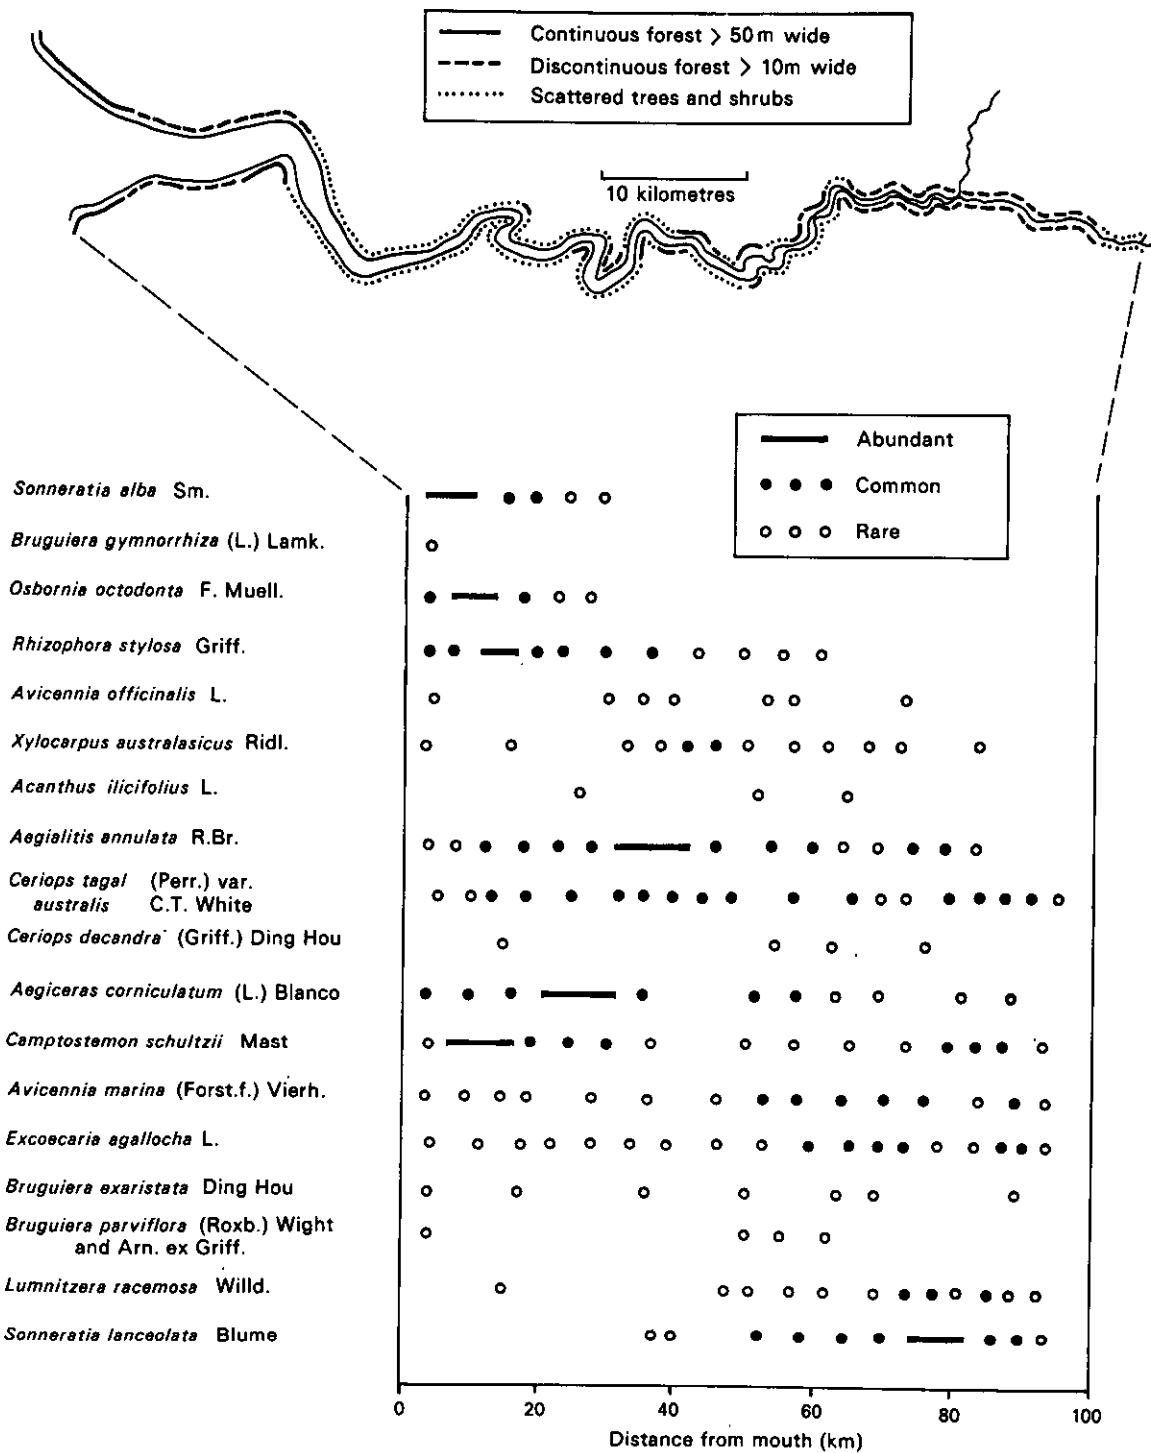 Continuous forest > 50m wide
Discontinuous forest > 10m wide
Scattered trees and shrubs
10 kilometres
Abundant
Common
Rare
Sonneratia alba Sm.
Bruguiera gymnorrhiza (L.) Lamk.
Osbornia octodonta F. Muell.
Rhizophora stylosa Griff.
Avicennia officinalis L.
Xylocarpus australasicus Ridl.
Acanthus ilicifolius L.
Aegialitis annulata R.Br.
Ceriops tagal (Perr.) var.
australis C.T. White
Ceriops decandra (Griff.) Ding Hou
Aegiceras corniculatum (L.) Blanco
Camptostemon schultzii Mast
Avicennia marina (Forst.f.) Vierh.
Excoecaria agallocha L.
Bruguiera exaristata Ding Hou
Bruguiera parviflora (Roxb.) Wight
and Arn. ex Griff.
Lumnitzera racemosa Willd.
Sonneratia lanceolata Blume
0 20 40 60 80 100
Distance from mouth (km)